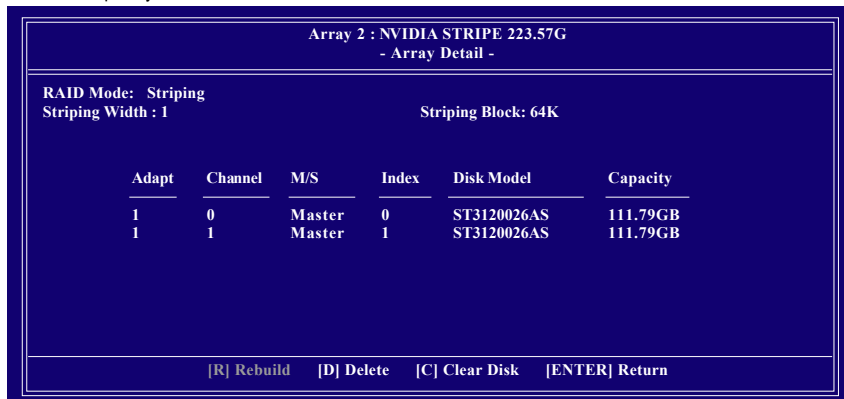 Array 2 : NVIDIA STRIPE 223.57G
- Array Detail -
RAID Mode: Striping
Striping Width : 1 Striping Block: 64K
Adapt Channel M/S Index Disk Model Capacity
1 0 Master 0 ST3120026AS 111.79GB
1 1 Master 1 ST3120026AS 111.79GB
[R] Rebuild [D] Delete [C] Clear Disk [ENTER] Return